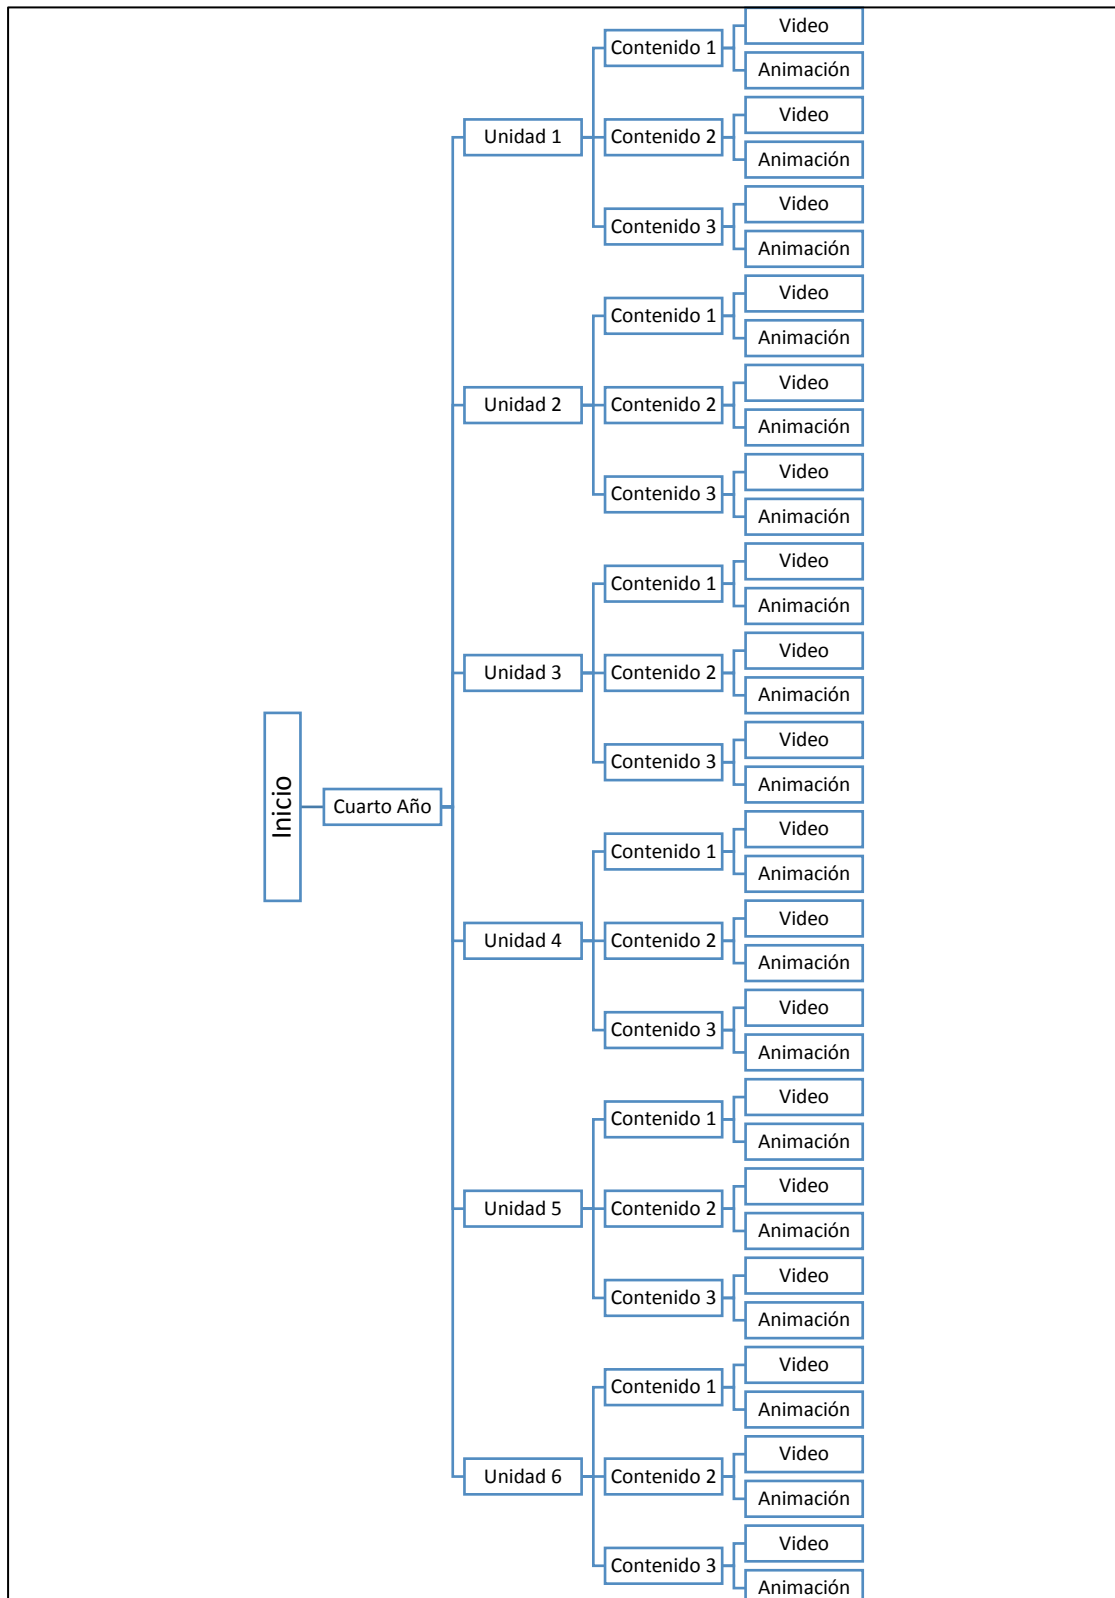 Inicio
Cuarto Año
Unidad 1
Contenido 1
Video
Animación
Contenido 2
Video
Animación
Contenido 3
Video
Animación
Unidad 2
Contenido 1
Video
Animación
Contenido 2
Video
Animación
Contenido 3
Video
Animación
Unidad 3
Contenido 1
Video
Animación
Contenido 2
Video
Animación
Contenido 3
Video
Animación
Unidad 4
Contenido 1
Video
Animación
Contenido 2
Video
Animación
Contenido 3
Video
Animación
Unidad 5
Contenido 1
Video
Animación
Contenido 2
Video
Animación
Contenido 3
Video
Animación
Unidad 6
Contenido 1
Video
Animación
Contenido 2
Video
Animación
Contenido 3
Video
Animación